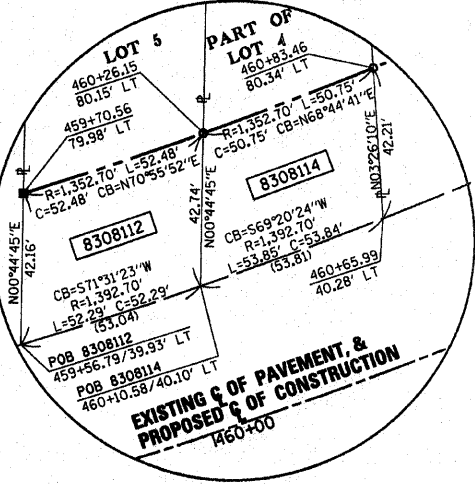 LOT 5
PART OF
LOT 4
460+26.15
80.15' LT
460+83.46
80.34' LT
459+70.56
79.98' LT
R=1,352.70' L=52.48'
C=52.48' CB=N70°55'52"E
R=1,352.70' L=50.75'
C=50.75' CB=N68°44'41"E
N00°44'45"E
42.16'
42.74'
N00°44'45"E
N03°26'10"E
42.21'
8308112
8308114
CB=S71°31'23"W
R=1,392.70'
L=52.29' C=52.29'
(53.04)
CB=S69°20'24"W
R=1,392.70'
L=53.85' C=53.84'
(53.81)
460+65.99
40.28' LT
POB 8308112
459+56.79/39.93' LT
POB 8308114
460+10.58/40.10' LT
EXISTING ℄ OF PAVEMENT, &
PROPOSED ℄ OF CONSTRUCTION
460+00